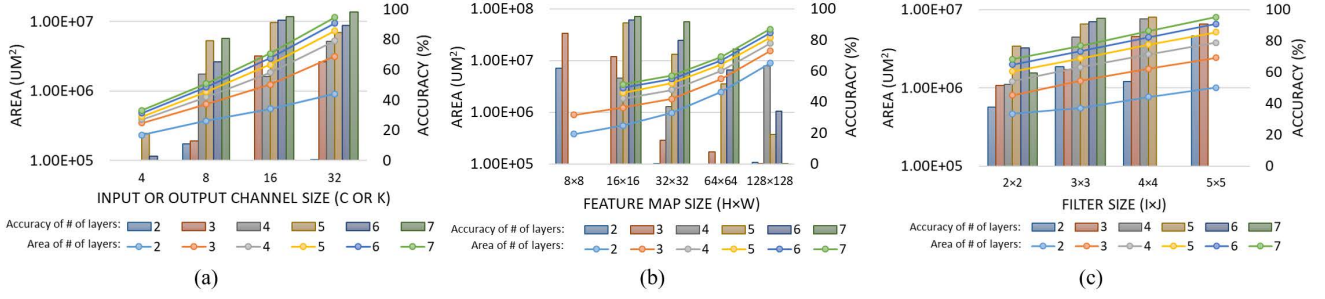 1.00E+07
1.00E+06
1.00E+05
AREA (UM²)
100
80
60
40
20
0
ACCURACY (%)
4 8 16 32
INPUT OR OUTPUT CHANNEL SIZE (C OR K)
Accuracy of # of layers: 2 3 4 5 6 7
Area of # of layers: 2 3 4 5 6 7
(a)
1.00E+08
1.00E+07
1.00E+06
1.00E+05
AREA (UM²)
100
80
60
40
20
0
ACCURACY (%)
8×8 16×16 32×32 64×64 128×128
FEATURE MAP SIZE (H×W)
Accuracy of # of layers: 2 3 4 5 6 7
Area of # of layers: 2 3 4 5 6 7
(b)
1.00E+07
1.00E+06
1.00E+05
AREA (UM²)
100
80
60
40
20
0
ACCURACY (%)
2×2 3×3 4×4 5×5
FILTER SIZE (I×J)
Accuracy of # of layers: 2 3 4 5 6 7
Area of # of layers: 2 3 4 5 6 7
(c)